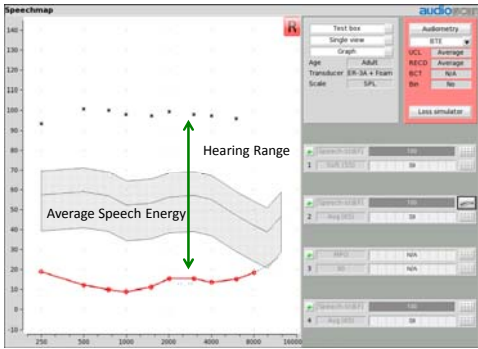 Speechmap
audioscan
R
140
130
120
110
100
90
80
70
60
50
40
30
20
10
0
-10
250
500
1000
2000
4000
8000
16000
Hearing Range
Average Speech Energy
Test box
Single view
Graph
Age Adult
Transducer ER-3A + Foam
Scale SPL
Audiometry
BTE
UCL Average
RECD Average
BCT N/A
Bin No
Loss simulator
1
2
3 N/A
4